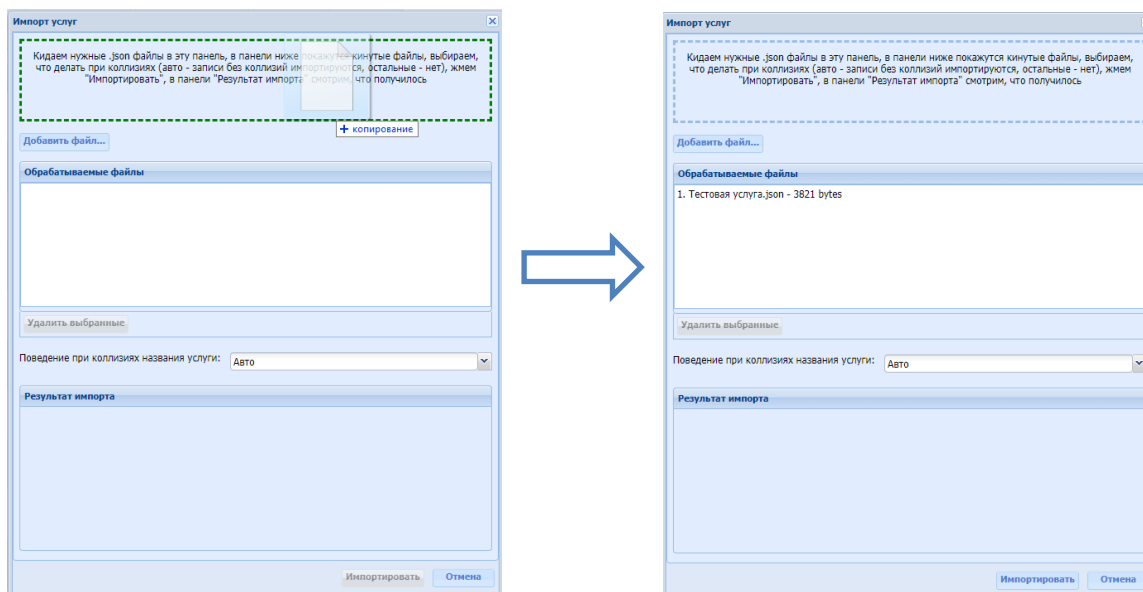 Импорт услуг
Кидаем нужные .json файлы в эту панель, в панели ниже покажутся кинутые файлы, выбираем,
что делать при коллизиях (авто - записи без коллизий импортируются, остальные - нет), жмем
"Импортировать", в панели "Результат импорта" смотрим, что получилось
+ копирование
Добавить файл...
Обрабатываемые файлы
Удалить выбранные
Поведение при коллизиях названия услуги:
Авто
Результат импорта
Импортировать
Отмена
Импорт услуг
Кидаем нужные .json файлы в эту панель, в панели ниже покажутся кинутые файлы, выбираем,
что делать при коллизиях (авто - записи без коллизий импортируются, остальные - нет), жмем
"Импортировать", в панели "Результат импорта" смотрим, что получилось
Добавить файл...
Обрабатываемые файлы
1. Тестовая услуга.json - 3821 bytes
Удалить выбранные
Поведение при коллизиях названия услуги:
Авто
Результат импорта
Импортировать
Отмена